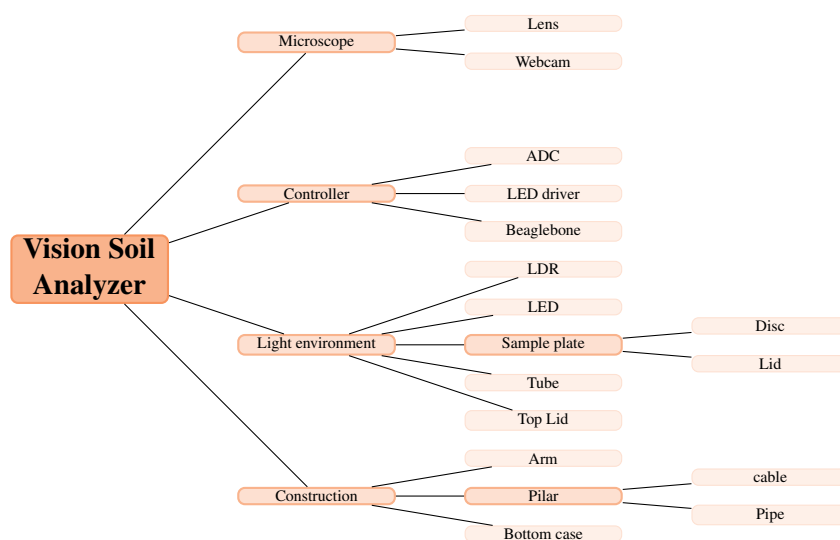 Lens
Microscope
Webcam
ADC
Controller
LED driver
Beaglebone
Vision Soil
Analyzer
LDR
LED
Light environment
Sample plate
Disc
Lid
Tube
Top Lid
Arm
Construction
Pilar
cable
Pipe
Bottom case